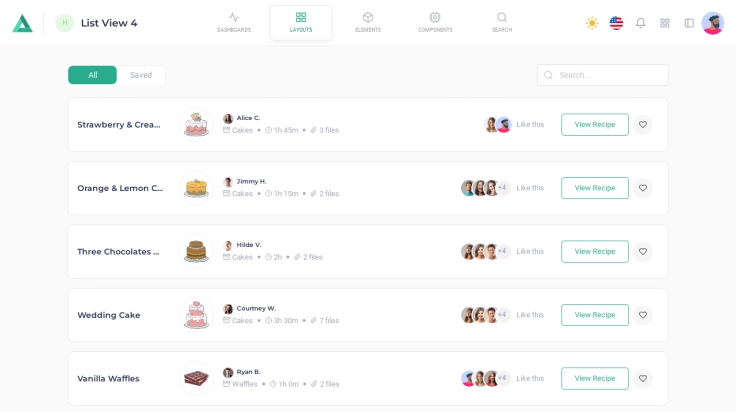 H List View 4
DASHBOARDS LAYOUTS ELEMENTS COMPONENTS SEARCH
All Saved Search...
Strawberry & Crea... Alice C. Cakes • 1h 45m • 3 files Like this View Recipe
Orange & Lemon C... Jimmy H. Cakes • 1h 15m • 2 files +4 Like this View Recipe
Three Chocolates ... Hilde V. Cakes • 2h • 2 files +4 Like this View Recipe
Wedding Cake Courtney W. Cakes • 3h 30m • 7 files +4 Like this View Recipe
Vanilla Waffles Ryan B. Waffles • 1h 0m • 2 files +4 Like this View Recipe